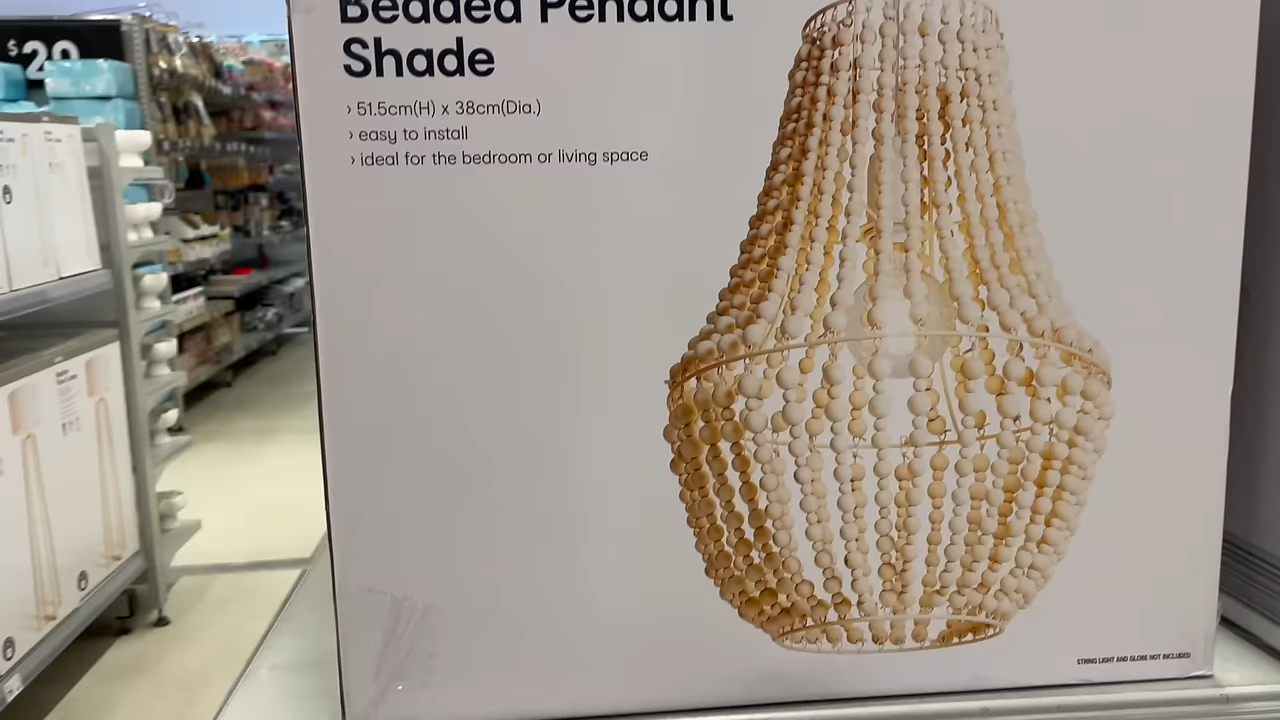 $20
Beaded Pendant
Shade
› 51.5cm(H) x 38cm(Dia.)
› easy to install
› ideal for the bedroom or living space
STRING LIGHT AND GLOBE NOT INCLUDED